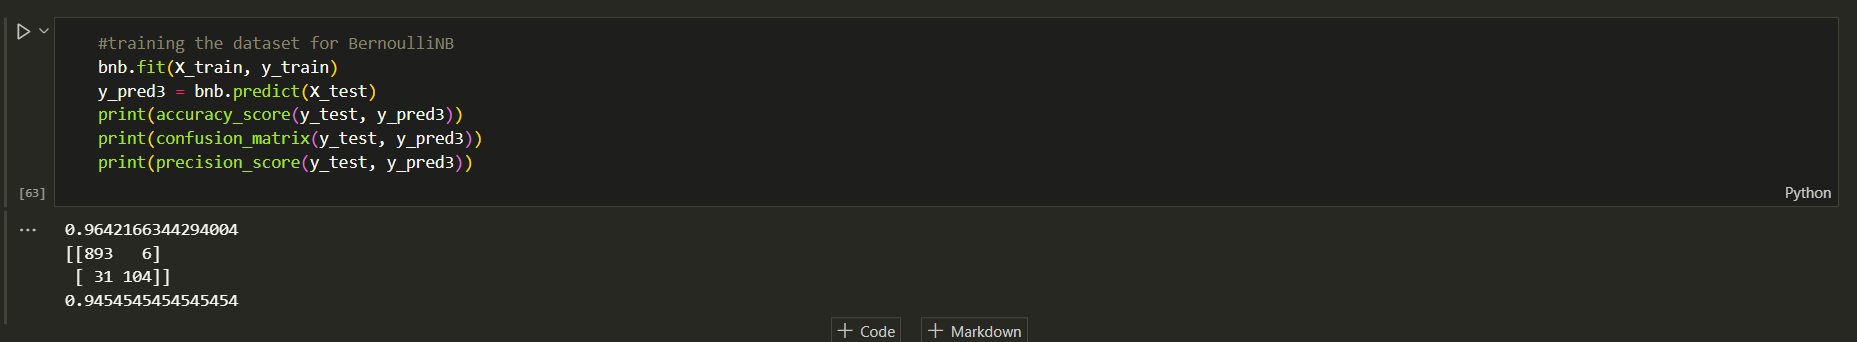 #training the dataset for BernoulliNB
bnb.fit(X_train, y_train)
y_pred3 = bnb.predict(X_test)
print(accuracy_score(y_test, y_pred3))
print(confusion_matrix(y_test, y_pred3))
print(precision_score(y_test, y_pred3))
[63]
Python
...
0.9642166344294004
[[893   6]
 [ 31 104]]
0.9454545454545454
+ Code + Markdown